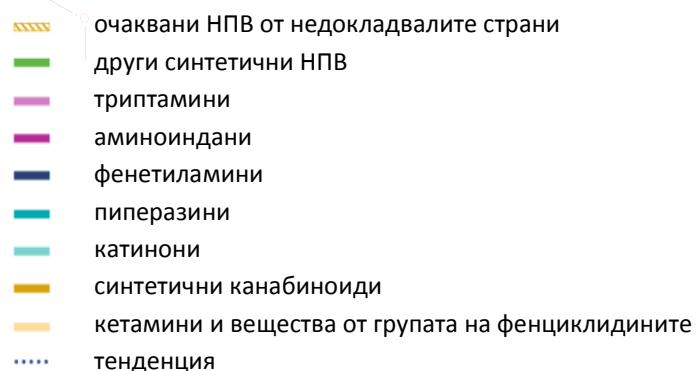 очаквани НПВ от недокладвалите страни
други синтетични НПВ
триптамини
аминоиндани
фенетиламини
пиперазини
катинони
синтетични канабиноиди
кетамини и вещества от групата на фенциклидините
тенденция